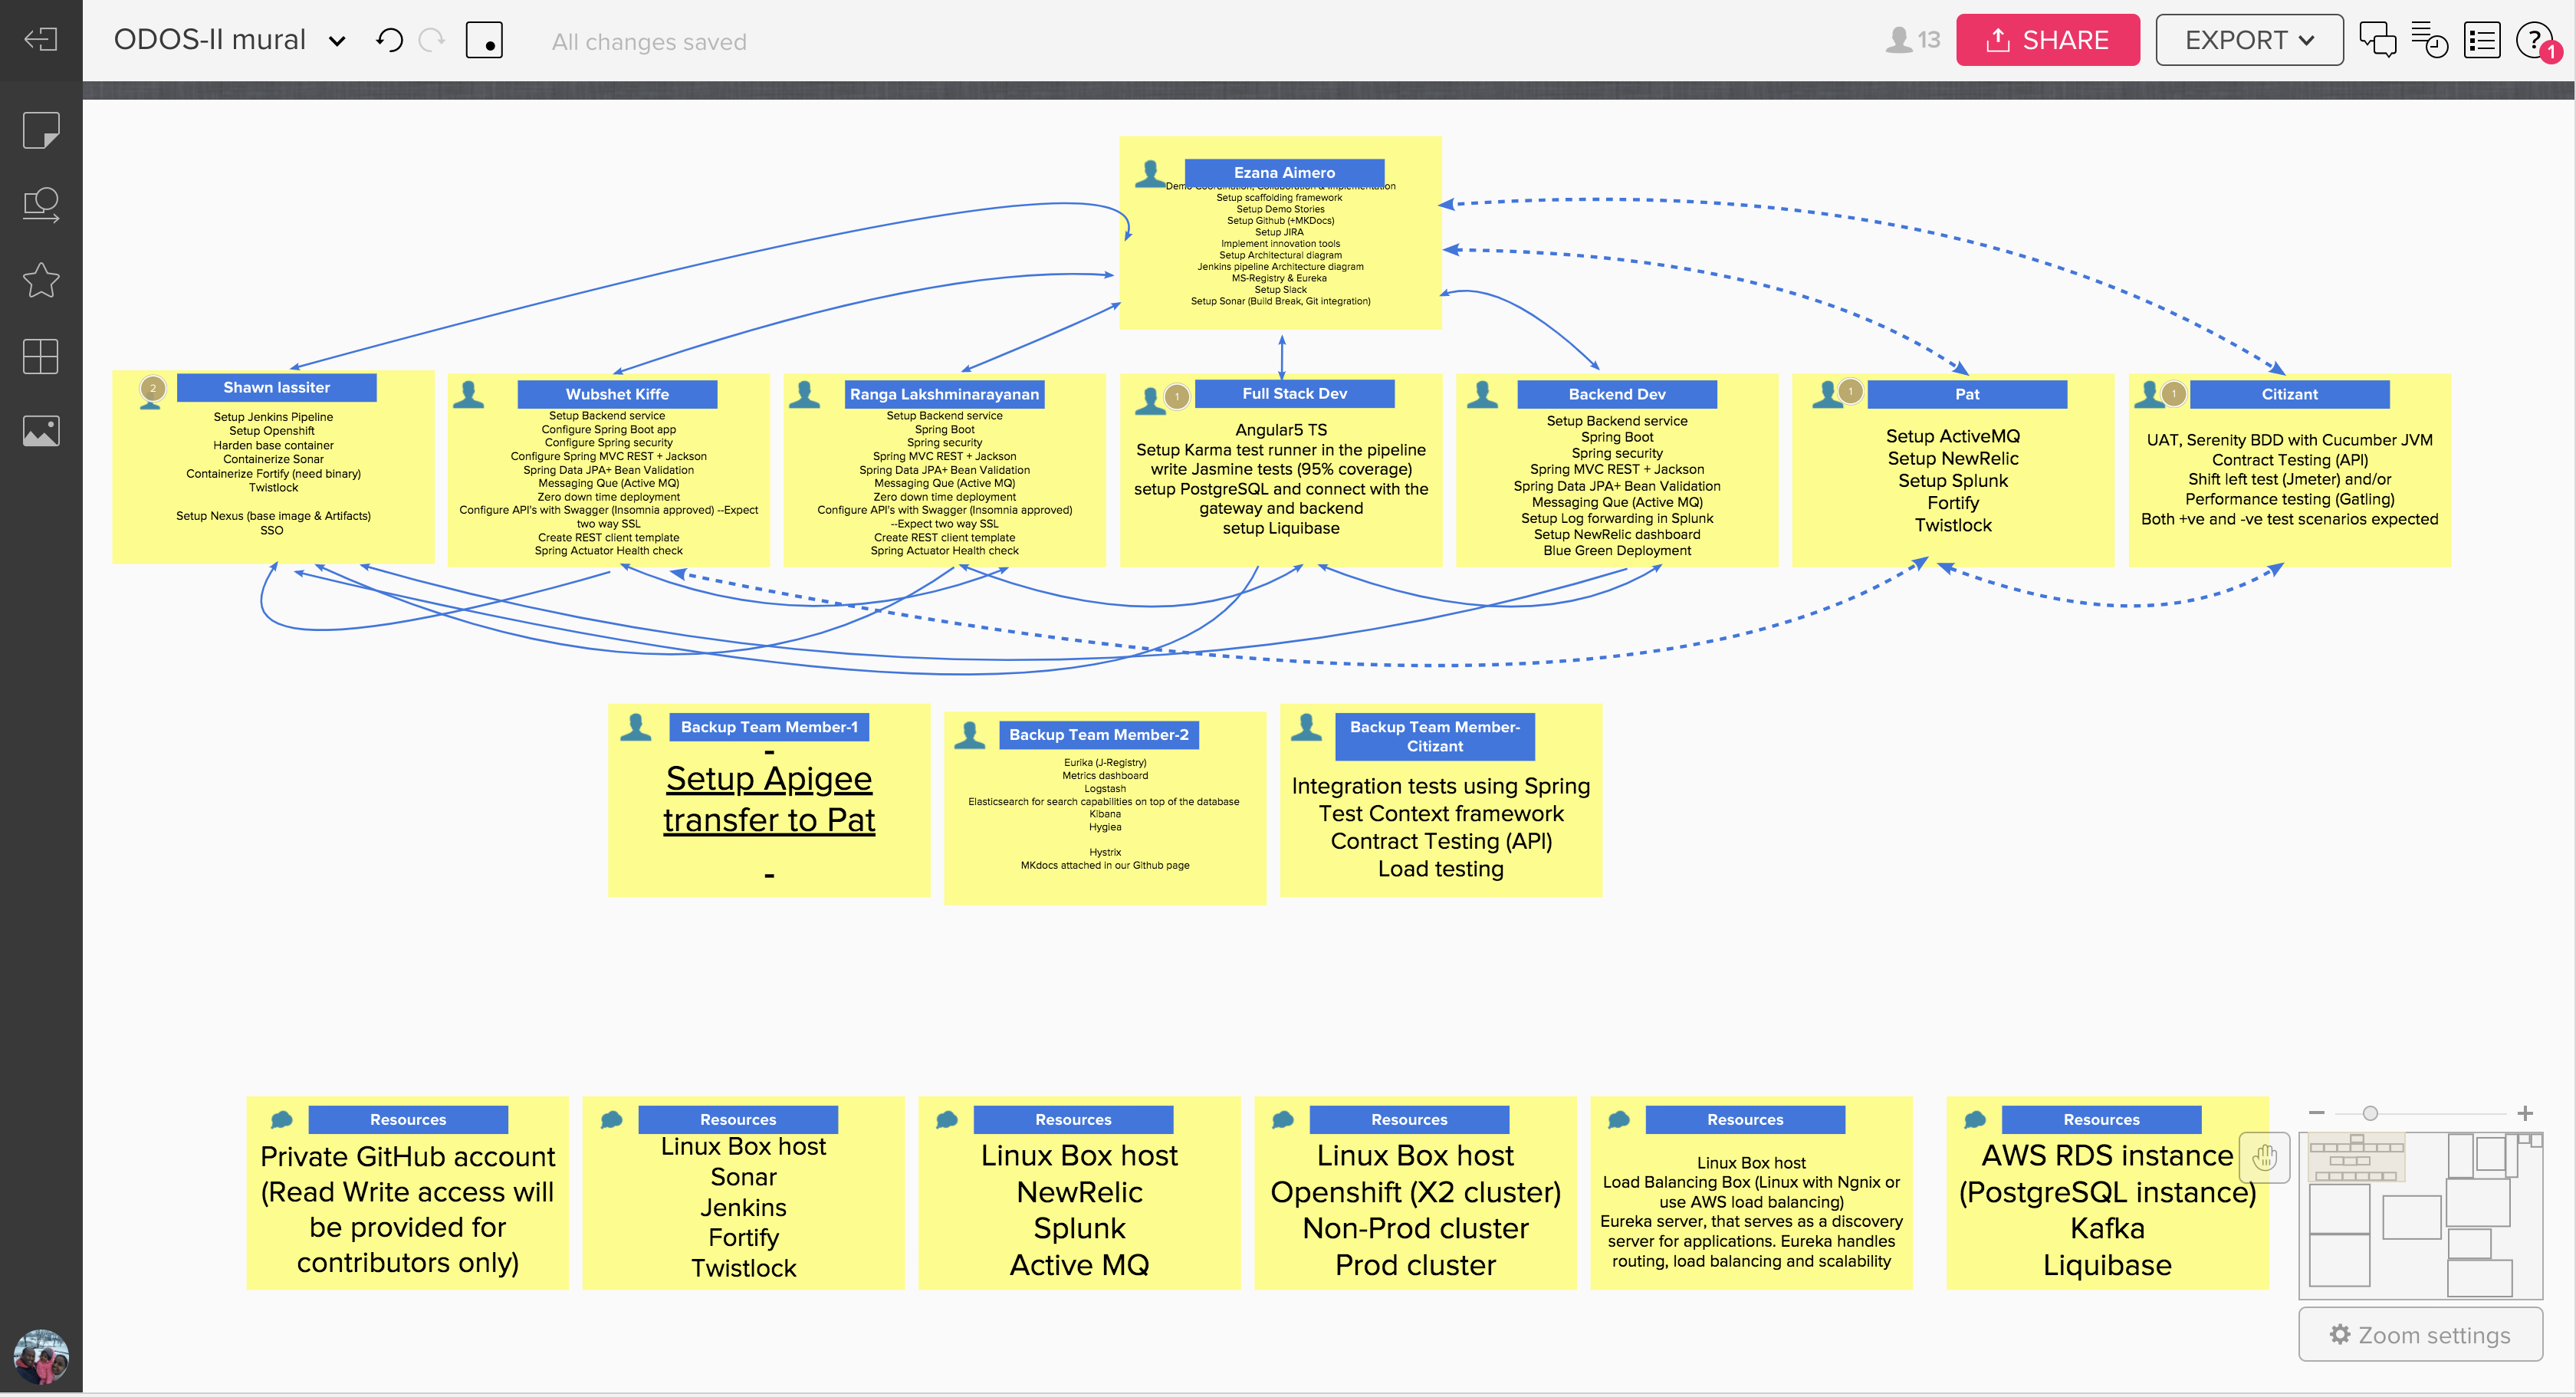 ODOS-II mural
All changes saved
13
SHARE
EXPORT
?
1
Ezana Aimero
Demo Coordination, Collaboration & Implementation
Setup scaffolding framework
Setup Demo Stories
Setup Github (+MKDocs)
Setup JIRA
Implement innovation tools
Setup Architectural diagram
Jenkins pipeline Architecture diagram
MS-Registry & Eureka
Setup Slack
Setup Sonar (Build Break, Git integration)
2
Shawn lassiter
Setup Jenkins Pipeline
Setup Openshift
Harden base container
Containerize Sonar
Containerize Fortify (need binary)
Twistlock
Setup Nexus (base image & Artifacts)
SSO
Wubshet Kiffe
Setup Backend service
Configure Spring Boot app
Configure Spring security
Configure Spring MVC REST + Jackson
Spring Data JPA+ Bean Validation
Messaging Que (Active MQ)
Zero down time deployment
Configure API's with Swagger (Insomnia approved) --Expect
two way SSL
Create REST client template
Spring Actuator Health check
Ranga Lakshminarayanan
Setup Backend service
Spring Boot
Spring security
Spring MVC REST + Jackson
Spring Data JPA+ Bean Validation
Messaging Que (Active MQ)
Zero down time deployment
Configure API's with Swagger (Insomnia approved)
--Expect two way SSL
Create REST client template
Spring Actuator Health check
1
Full Stack Dev
Angular5 TS
Setup Karma test runner in the pipeline
write Jasmine tests (95% coverage)
setup PostgreSQL and connect with the
gateway and backend
setup Liquibase
Backend Dev
Setup Backend service
Spring Boot
Spring security
Spring MVC REST + Jackson
Spring Data JPA+ Bean Validation
Messaging Que (Active MQ)
Setup Log forwarding in Splunk
Setup NewRelic dashboard
Blue Green Deployment
1
Pat
Setup ActiveMQ
Setup NewRelic
Setup Splunk
Fortify
Twistlock
1
Citizant
UAT, Serenity BDD with Cucumber JVM
Contract Testing (API)
Shift left test (Jmeter) and/or
Performance testing (Gatling)
Both +ve and -ve test scenarios expected
Backup Team Member-1
-
Setup Apigee
transfer to Pat
-
Backup Team Member-2
Eurika (J-Registry)
Metrics dashboard
Logstash
Elasticsearch for search capabilities on top of the database
Kibana
Hygiea
Hystrix
MKdocs attached in our Github page
Backup Team Member-
Citizant
Integration tests using Spring
Test Context framework
Contract Testing (API)
Load testing
Resources
Private GitHub account
(Read Write access will
be provided for
contributors only)
Resources
Linux Box host
Sonar
Jenkins
Fortify
Twistlock
Resources
Linux Box host
NewRelic
Splunk
Active MQ
Resources
Linux Box host
Openshift (X2 cluster)
Non-Prod cluster
Prod cluster
Resources
Linux Box host
Load Balancing Box (Linux with Ngnix or
use AWS load balancing)
Eureka server, that serves as a discovery
server for applications. Eureka handles
routing, load balancing and scalability
Resources
AWS RDS instance
(PostgreSQL instance)
Kafka
Liquibase
Zoom settings